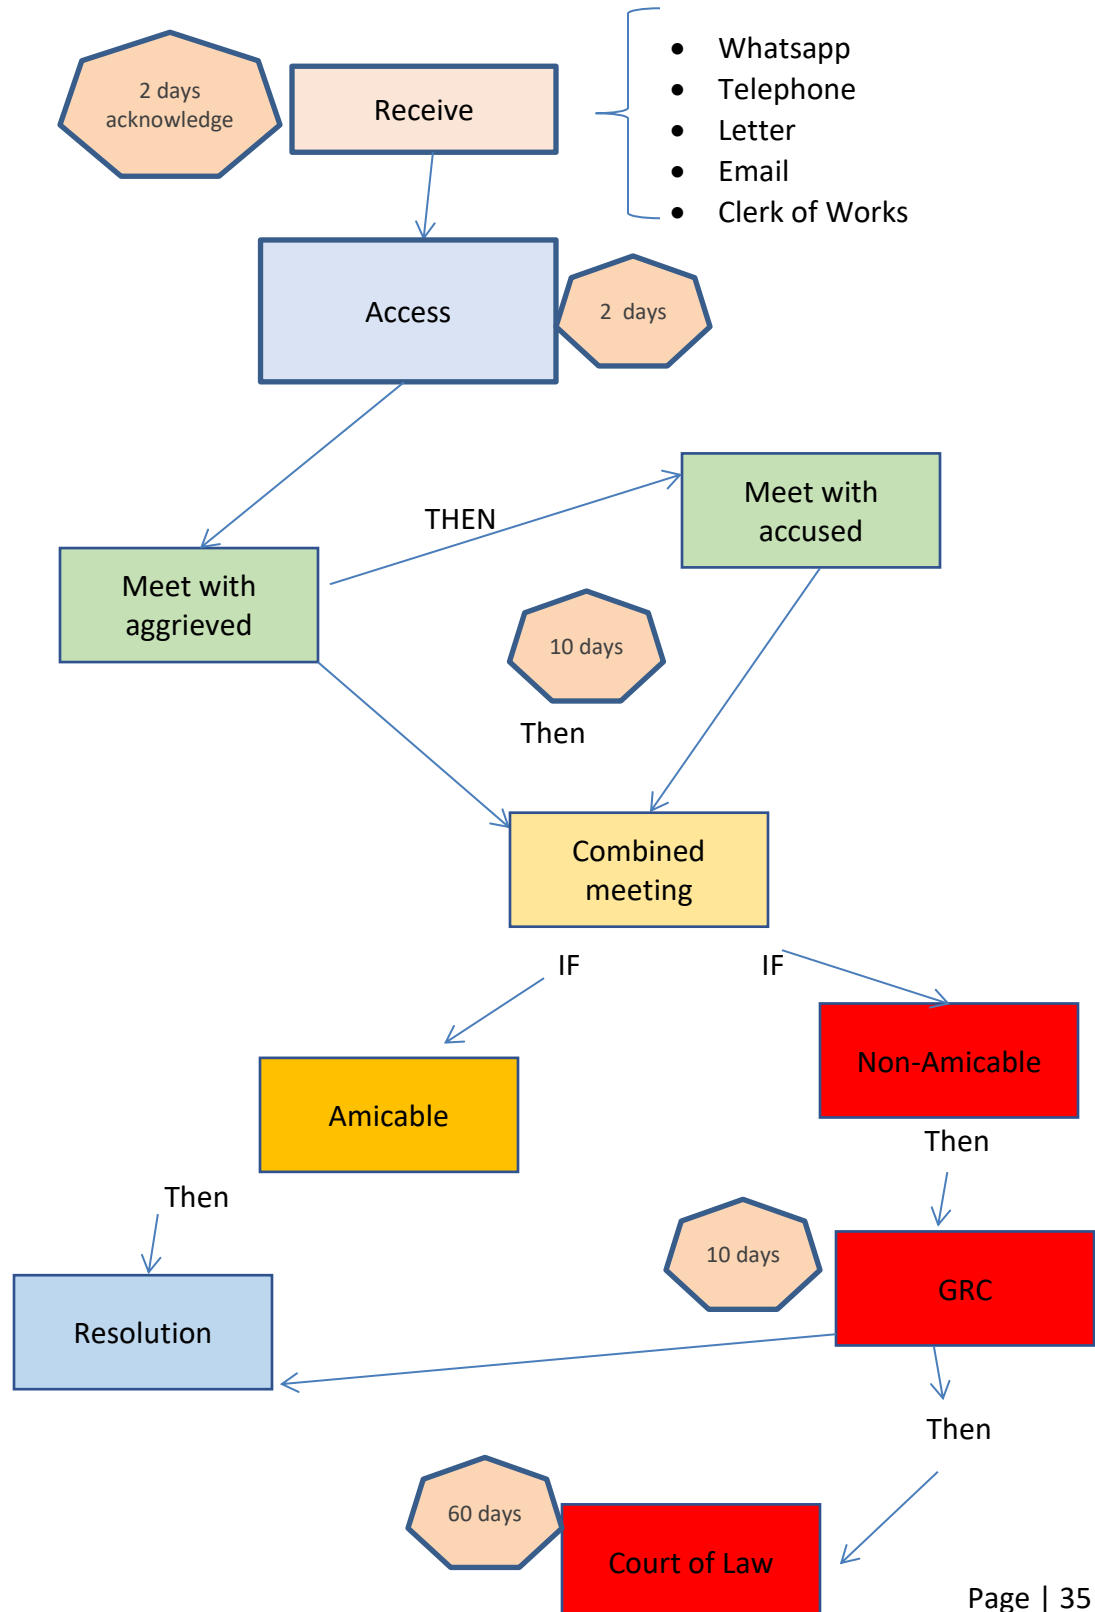 2 days
acknowledge
Receive
• Whatsapp
• Telephone
• Letter
• Email
• Clerk of Works
Access
2  days
Meet with
accused
THEN
Meet with
aggrieved
10 days
Then
Combined
meeting
IF
IF
Non-Amicable
Amicable
Then
Then
10 days
GRC
Resolution
Then
60 days
Court of Law
Page | 35